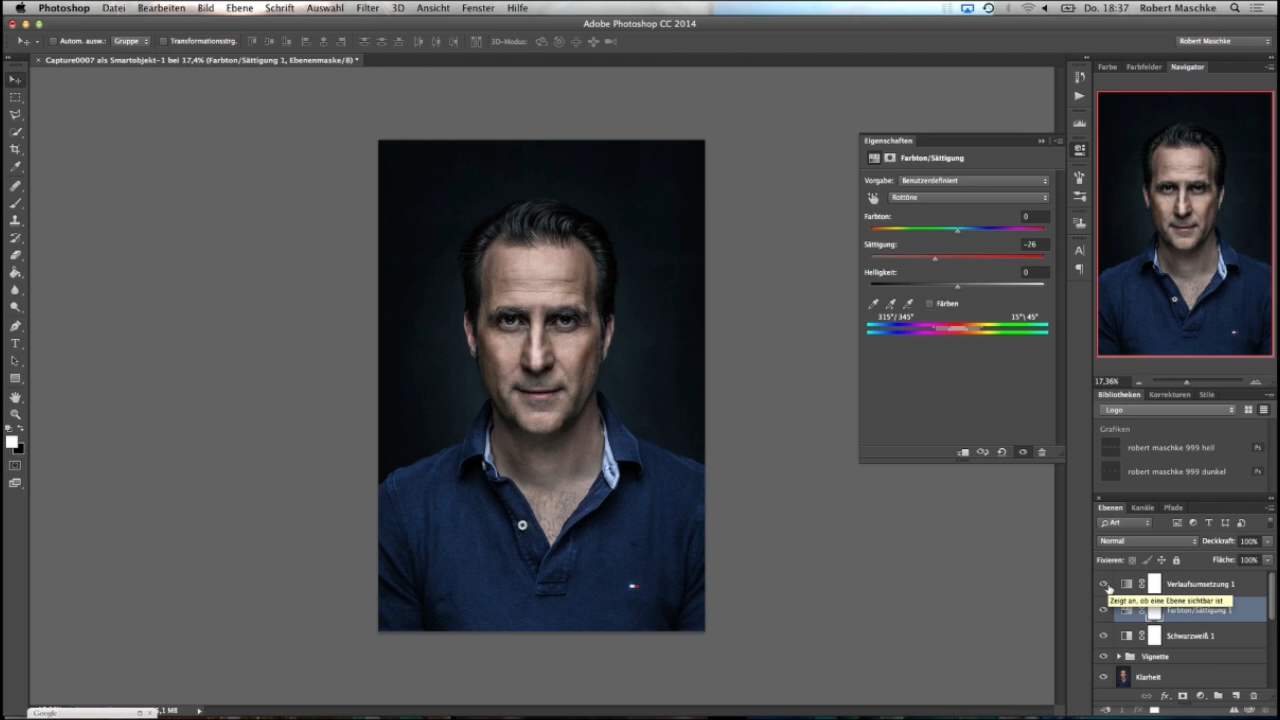 Photoshop Datei Bearbeiten Bild Ebene Schrift Auswahl Filter 3D Ansicht Fenster Hilfe Do. 18:37 Robert Maschke
Adobe Photoshop CC 2014
Autom. ausw.: Gruppe Transformationsstrg. 3D-Modus: Robert Maschke
× Capture0007 als Smartobjekt-1 bei 17,4% (Farbton/Sättigung 1, Ebenenmaske/8) *
Farbe Farbfelder Navigator
Eigenschaften
Farbton/Sättigung
Vorgabe: Benutzerdefiniert
Rottöne
Farbton: 0
Sättigung: -26
Helligkeit: 0
Färben
315°/345° 15°\45°
17,36%
Bibliotheken Korrekturen Stile
Logo
Grafiken
robert maschke 999 hell Ps
robert maschke 999 dunkel Ps
Ebenen Kanäle Pfade
Art
Normal Deckkraft: 100%
Fixieren: Fläche: 100%
Verlaufsumsetzung 1
Zeigt an, ob eine Ebene sichtbar ist
Farbton/Sättigung 1
Schwarzweiß 1
Vignette
Klarheit
Google